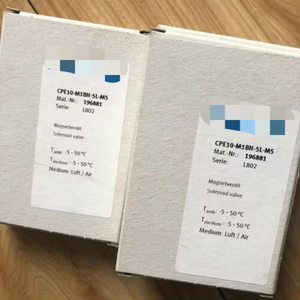 CPE10-M1BH-5L-M5
Mat.-Nr.: 196881
Serie: LB02
Magnetventil
Solenoid valve
Tamb: -5 - 50°C
Tmedium: -5 - 50°C
Medium: Luft / Air
CPE10-M1BH-5L-M5
Mat.-Nr.: 196881
Serie: LB02
Magnetventil
Solenoid valve
Tamb: -5 - 50°C
Tmedium: -5 - 50°C
Medium: Luft / Air